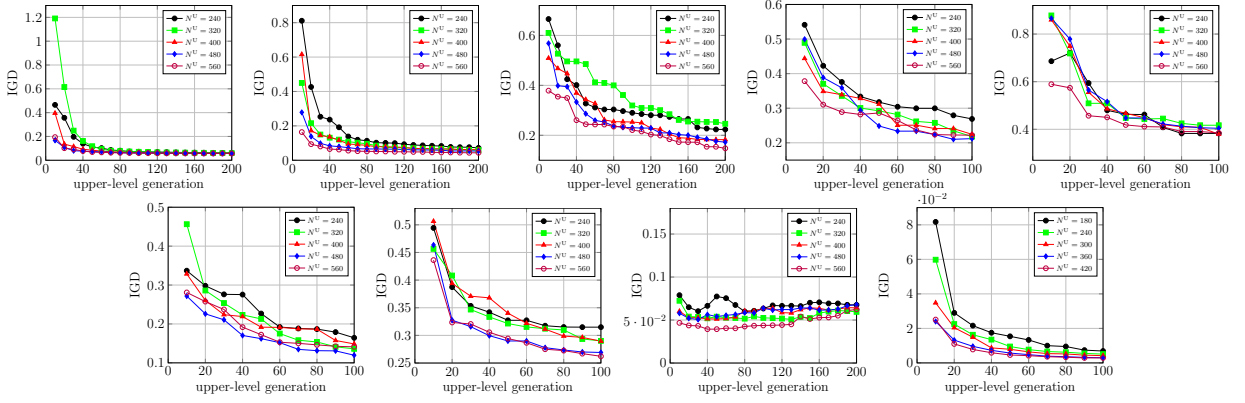 IGD
1.2
1
0.8
0.6
0.4
0.2
0
0 40 80 120 160 200
upper-level generation
N^U = 240
N^U = 320
N^U = 400
N^U = 480
N^U = 560
IGD
0.8
0.6
0.4
0.2
0
0 40 80 120 160 200
upper-level generation
N^U = 240
N^U = 320
N^U = 400
N^U = 480
N^U = 560
IGD
0.6
0.4
0.2
0 40 80 120 160 200
upper-level generation
N^U = 240
N^U = 320
N^U = 400
N^U = 480
N^U = 560
IGD
0.6
0.5
0.4
0.3
0.2
0 20 40 60 80 100
upper-level generation
N^U = 240
N^U = 320
N^U = 400
N^U = 480
N^U = 560
IGD
0.8
0.6
0.4
0 20 40 60 80 100
upper-level generation
N^U = 240
N^U = 320
N^U = 400
N^U = 480
N^U = 560
IGD
0.5
0.4
0.3
0.2
0.1
0 20 40 60 80 100
upper-level generation
N^U = 240
N^U = 320
N^U = 400
N^U = 480
N^U = 560
IGD
0.5
0.45
0.4
0.35
0.3
0.25
0 20 40 60 80 100
upper-level generation
N^U = 240
N^U = 320
N^U = 400
N^U = 480
N^U = 560
IGD
0.15
0.1
5 · 10^−2
0
0 40 80 120 160 200
upper-level generation
N^U = 240
N^U = 320
N^U = 400
N^U = 480
N^U = 560
·10^−2
IGD
8
6
4
2
0
0 20 40 60 80 100
upper-level generation
N^U = 180
N^U = 240
N^U = 300
N^U = 360
N^U = 420